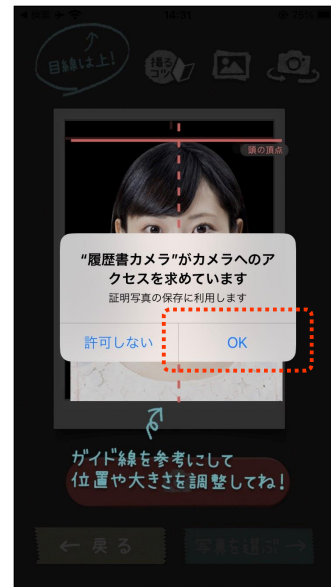 14:31
目線は上!
撮る
コツ
頭の頂点
“履歴書カメラ”がカメラへのア
クセスを求めています
証明写真の保存に利用します
許可しない
OK
ガイド線を参考にして
位置や大きさを調整してね!
← 戻る
写真を選ぶ →